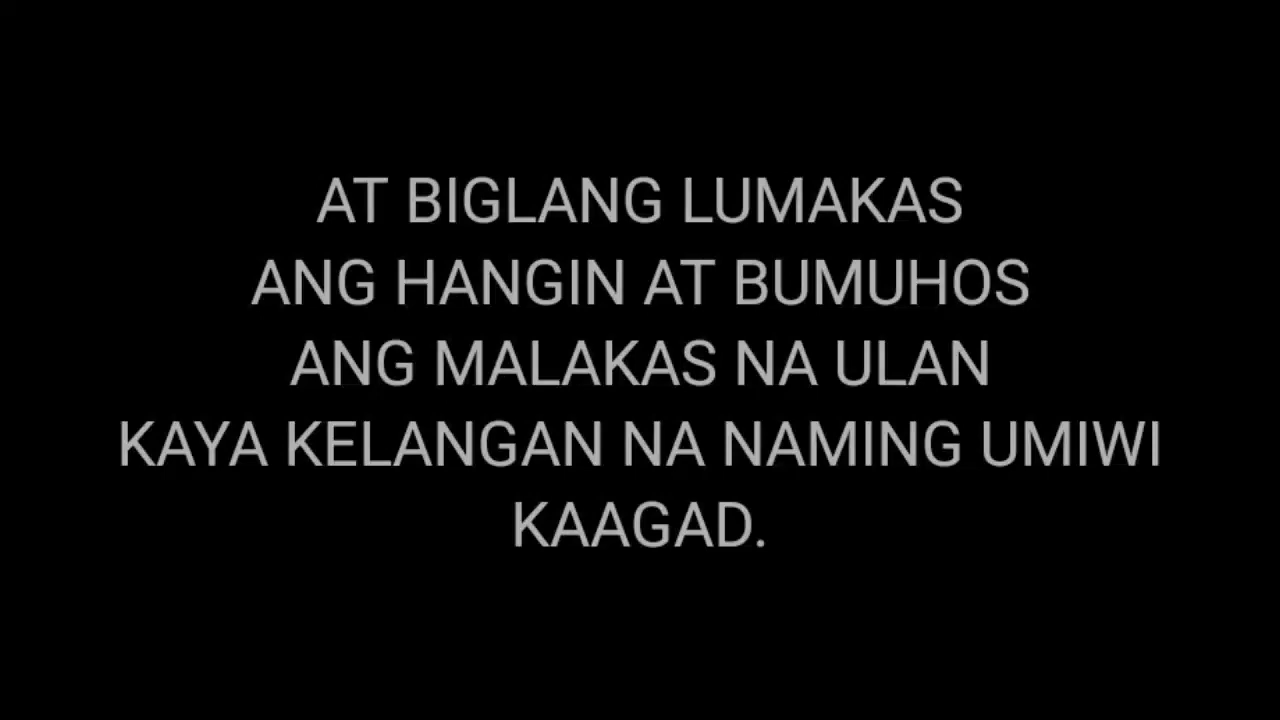 AT BIGLANG LUMAKAS
ANG HANGIN AT BUMUHOS
ANG MALAKAS NA ULAN
KAYA KELANGAN NA NAMING UMIWI
KAAGAD.